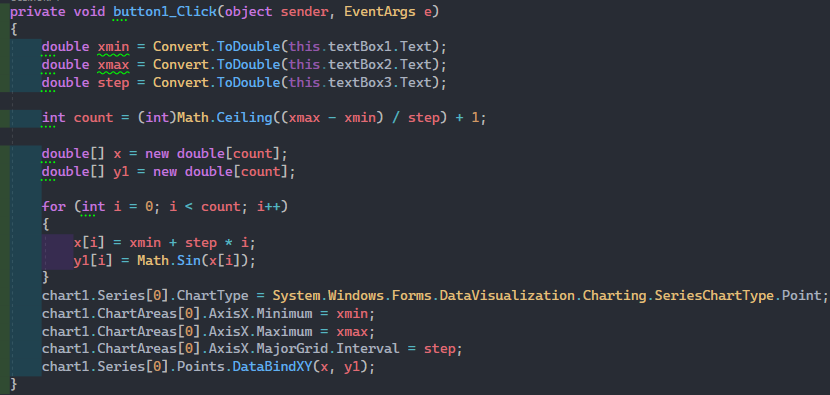 private void button1_Click(object sender, EventArgs e)
{
double xmin = Convert.ToDouble(this.textBox1.Text);
double xmax = Convert.ToDouble(this.textBox2.Text);
double step = Convert.ToDouble(this.textBox3.Text);
int count = (int)Math.Ceiling((xmax - xmin) / step) + 1;
double[] x = new double[count];
double[] y1 = new double[count];
for (int i = 0; i < count; i++)
{
x[i] = xmin + step * i;
y1[i] = Math.Sin(x[i]);
}
chart1.Series[0].ChartType = System.Windows.Forms.DataVisualization.Charting.SeriesChartType.Point;
chart1.ChartAreas[0].AxisX.Minimum = xmin;
chart1.ChartAreas[0].AxisX.Maximum = xmax;
chart1.ChartAreas[0].AxisX.MajorGrid.Interval = step;
chart1.Series[0].Points.DataBindXY(x, y1);
}